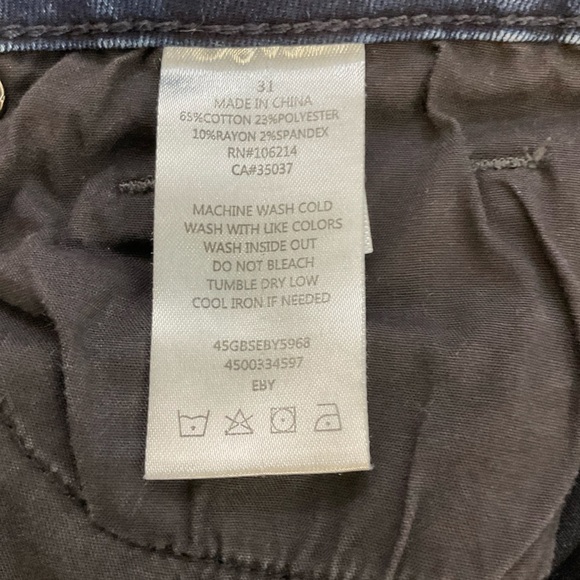 31
MADE IN CHINA
65%COTTON 23%POLYESTER
10%RAYON 2%SPANDEX
RN#106214
CA#35037
MACHINE WASH COLD
WASH WITH LIKE COLORS
WASH INSIDE OUT
DO NOT BLEACH
TUMBLE DRY LOW
COOL IRON IF NEEDED
45GBSEBY5968
4500334597
EBY